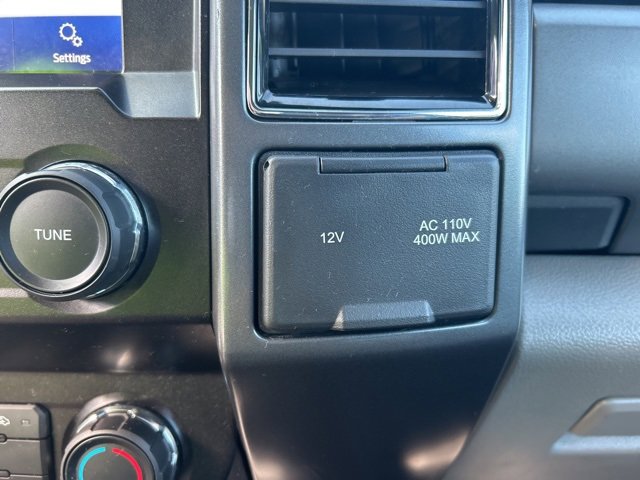 Settings
TUNE
12V
AC 110V
400W MAX